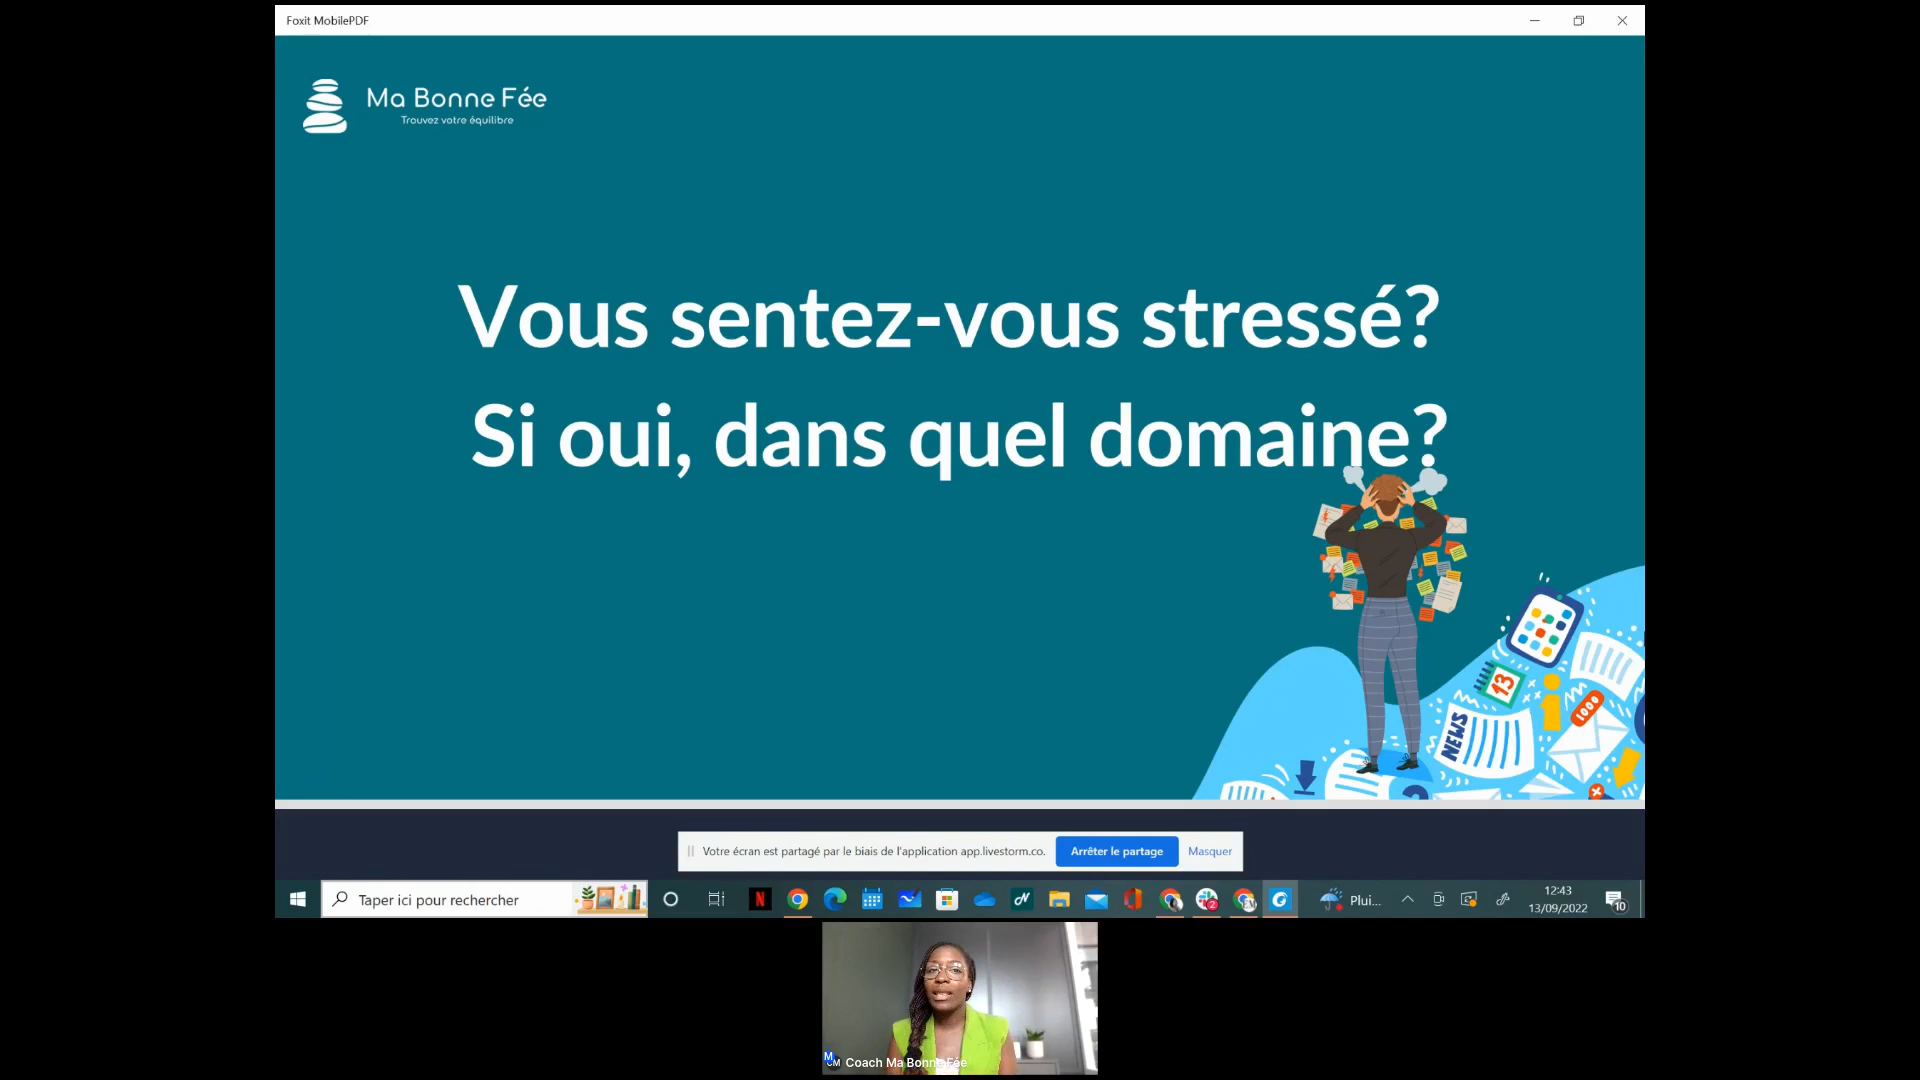 Foxit MobilePDF
Ma Bonne Fée
Trouvez votre équilibre
Vous sentez-vous stressé?
Si oui, dans quel domaine?
13
NEWS
1000
Votre écran est partagé par le biais de l'application app.livestorm.co.
Arrêter le partage
Masquer
Taper ici pour rechercher
Plui...
12:43
13/09/2022
10
Coach Ma Bonne Fée